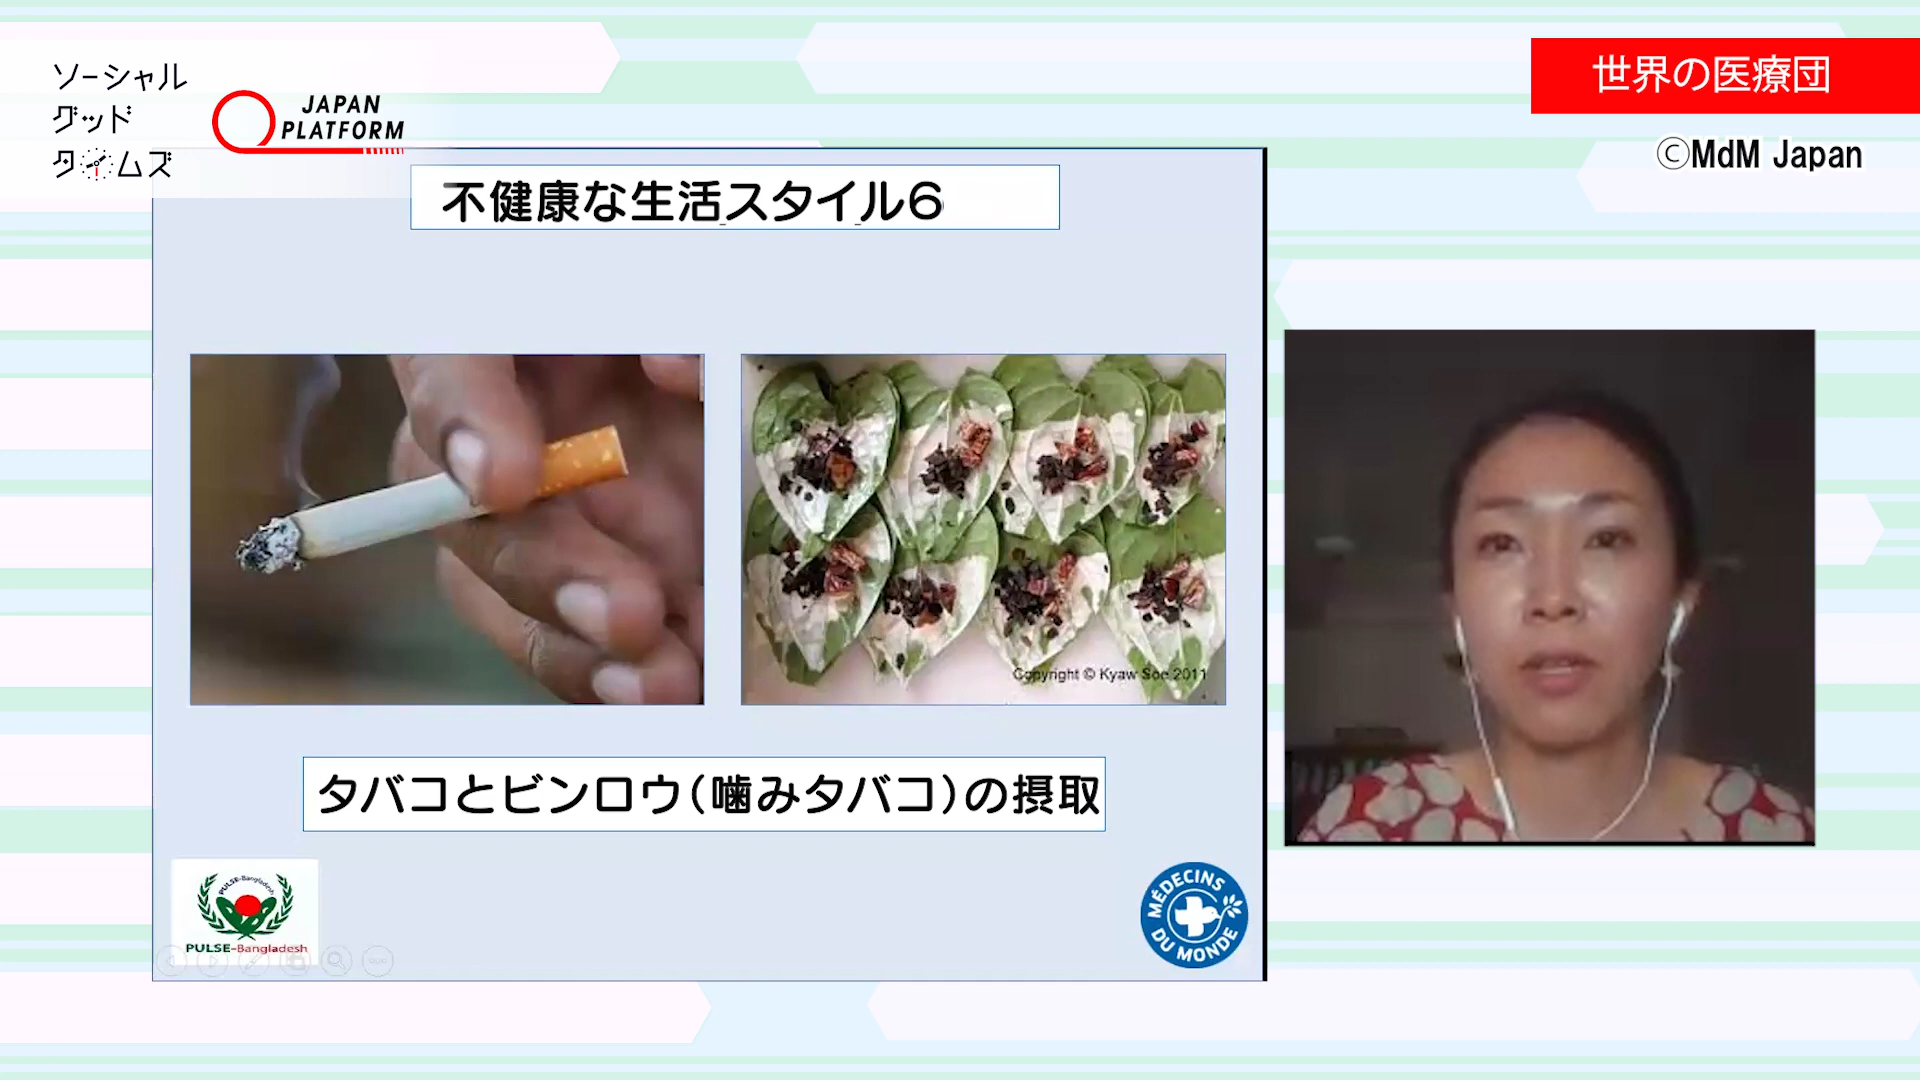 ソーシャル
グッド
タイムズ
JAPAN
PLATFORM
世界の医療団
©MdM Japan
不健康な生活スタイル6
Copyright © Kyaw Soe 2011
タバコとビンロウ(噛みタバコ)の摂取
PULSE-Bangladesh
PULSE-Bangladesh
MÉDECINS
DU MONDE